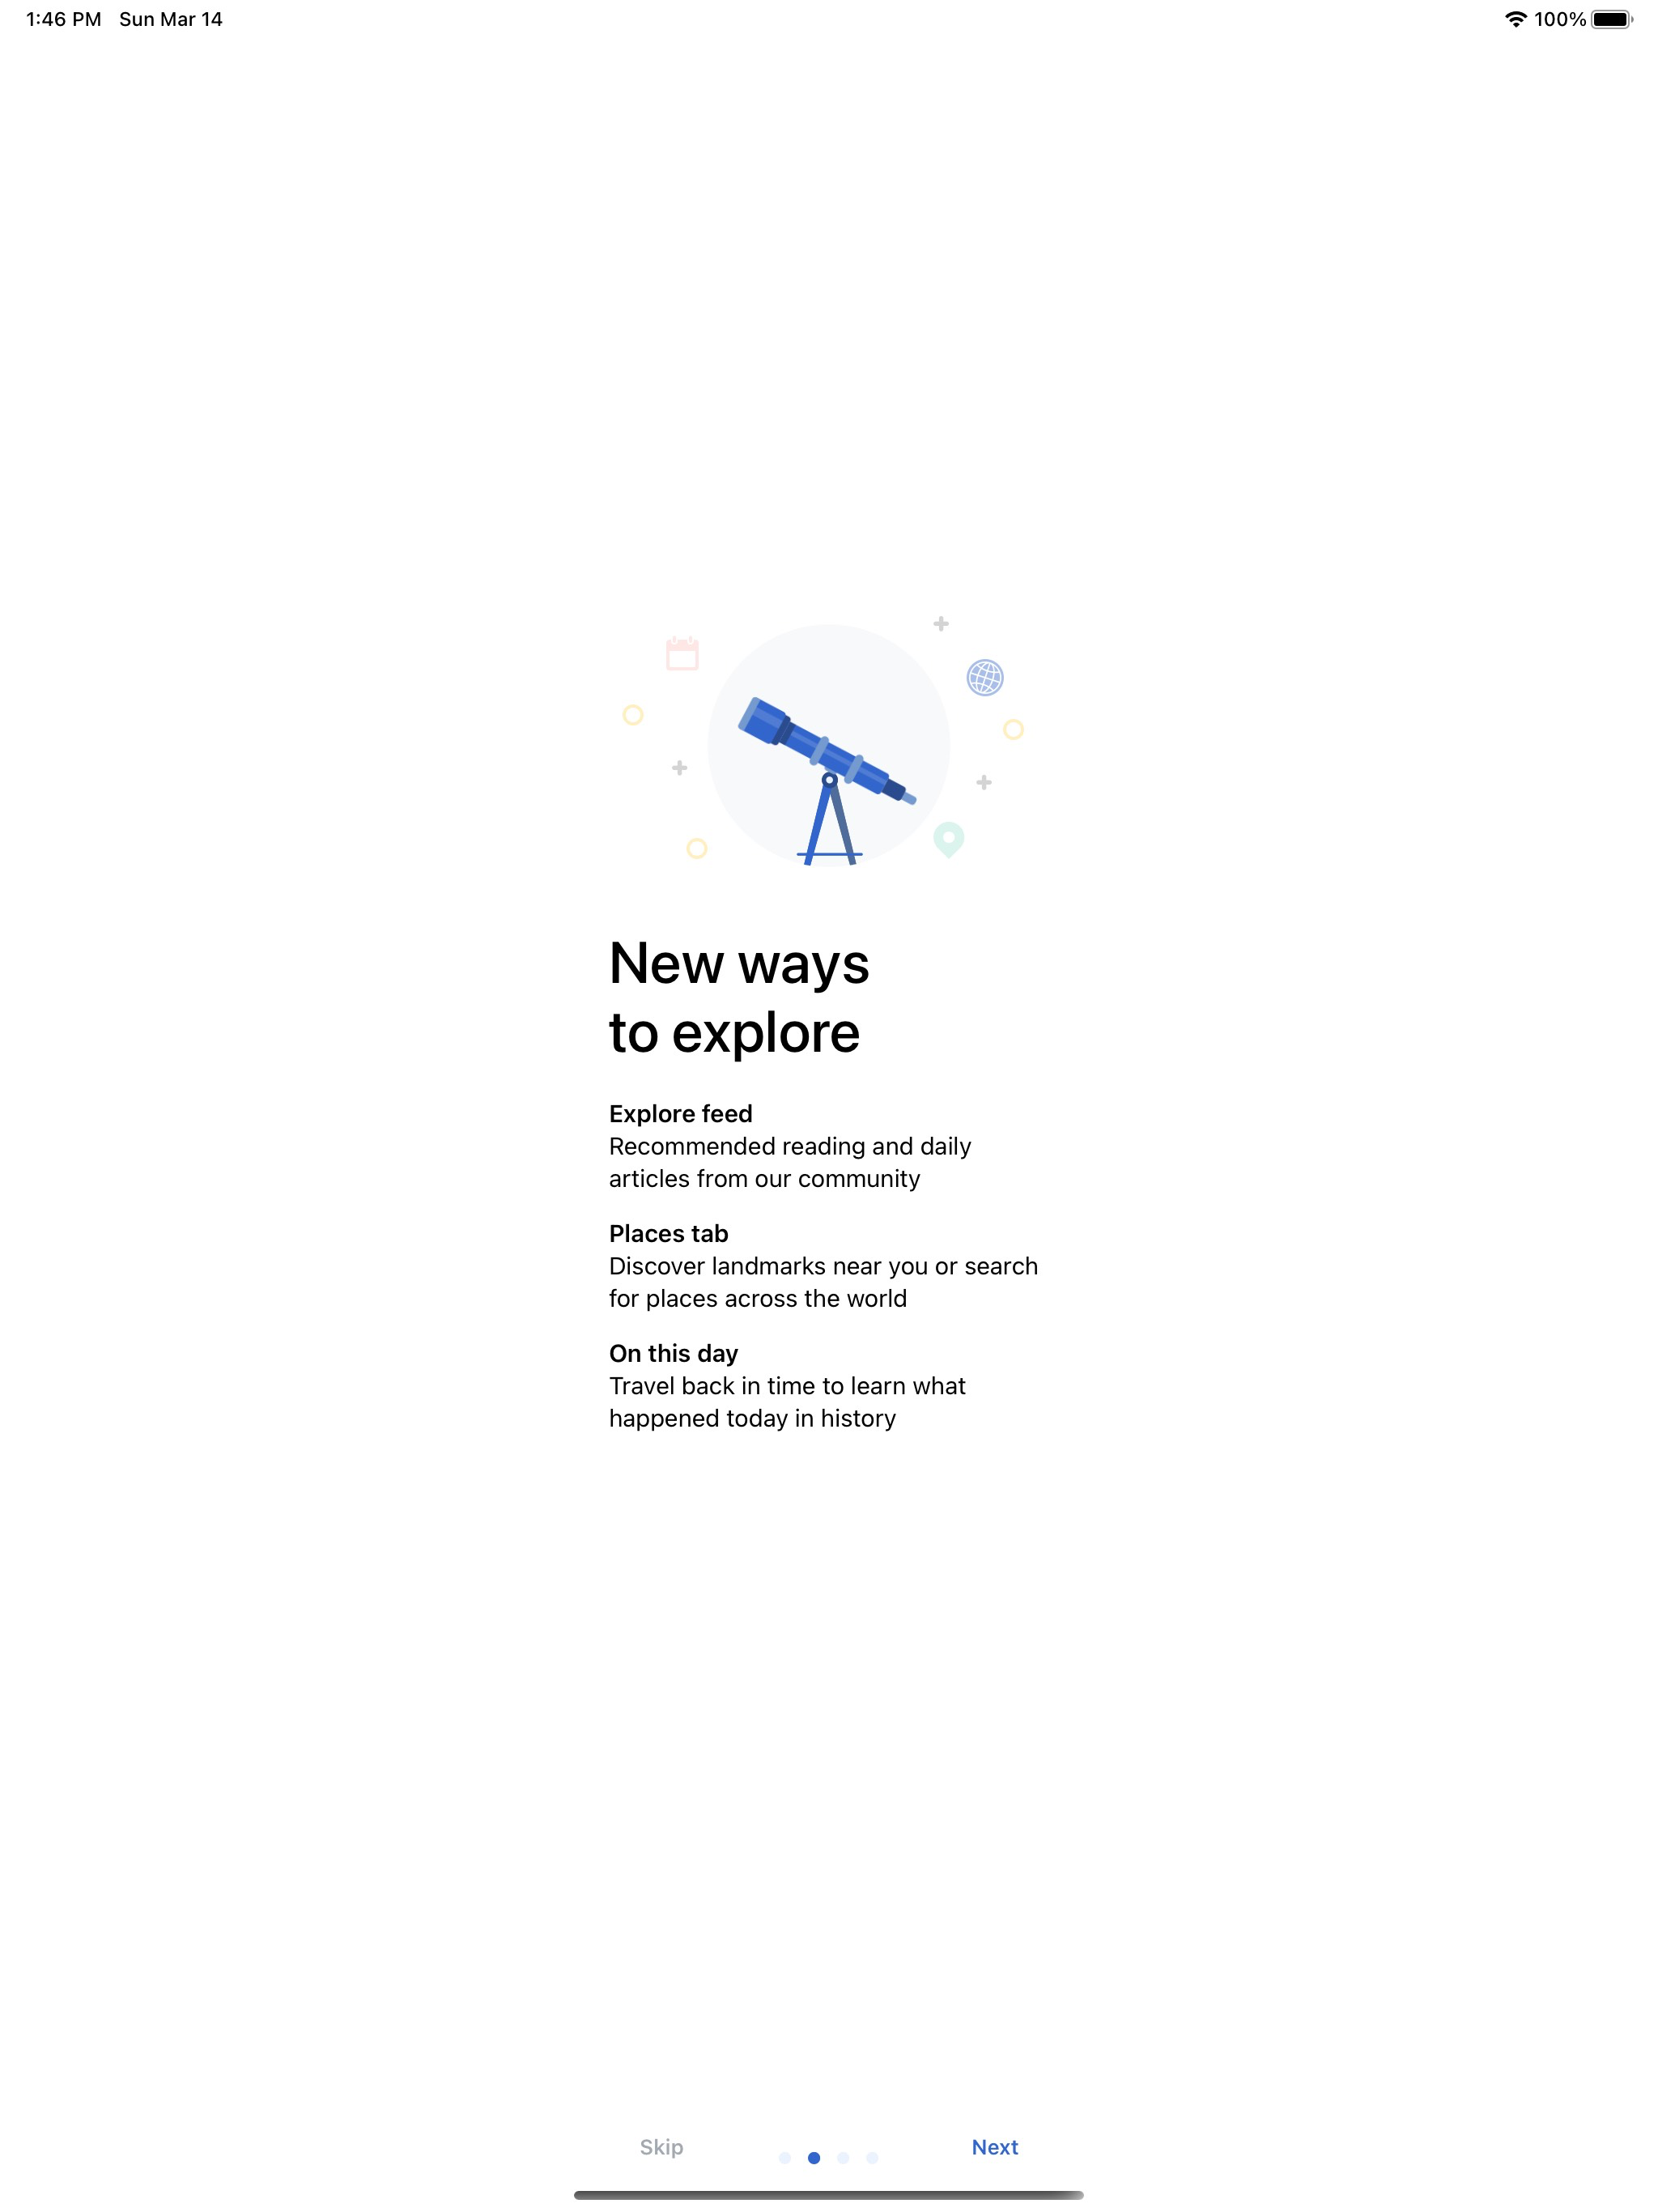 1:46 PM Sun Mar 14 100%
New ways
to explore
Explore feed
Recommended reading and daily
articles from our community
Places tab
Discover landmarks near you or search
for places across the world
On this day
Travel back in time to learn what
happened today in history
Skip Next